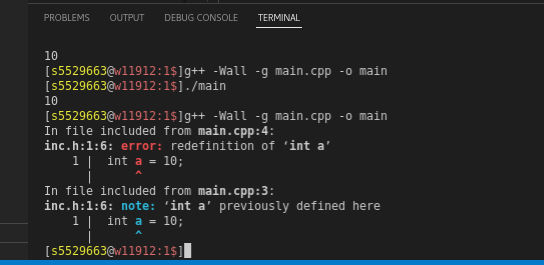 PROBLEMS OUTPUT DEBUG CONSOLE TERMINAL
10
[s5529663@w11912:1$]g++ -Wall -g main.cpp -o main
[s5529663@w11912:1$]./main
10
[s5529663@w11912:1$]g++ -Wall -g main.cpp -o main
In file included from main.cpp:4:
inc.h:1:6: error: redefinition of ‘int a’
    1 |  int a = 10;
      |      ^
In file included from main.cpp:3:
inc.h:1:6: note: ‘int a’ previously defined here
    1 |  int a = 10;
      |      ^
[s5529663@w11912:1$]